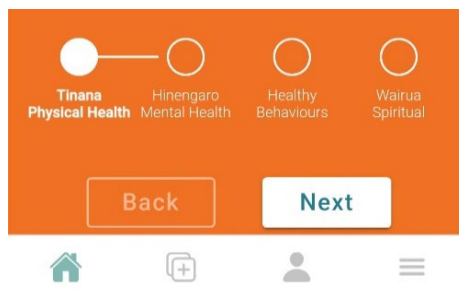 Tinana Hinengaro Healthy Wairua
Physical Health Mental Health Behaviours Spiritual
Back Next